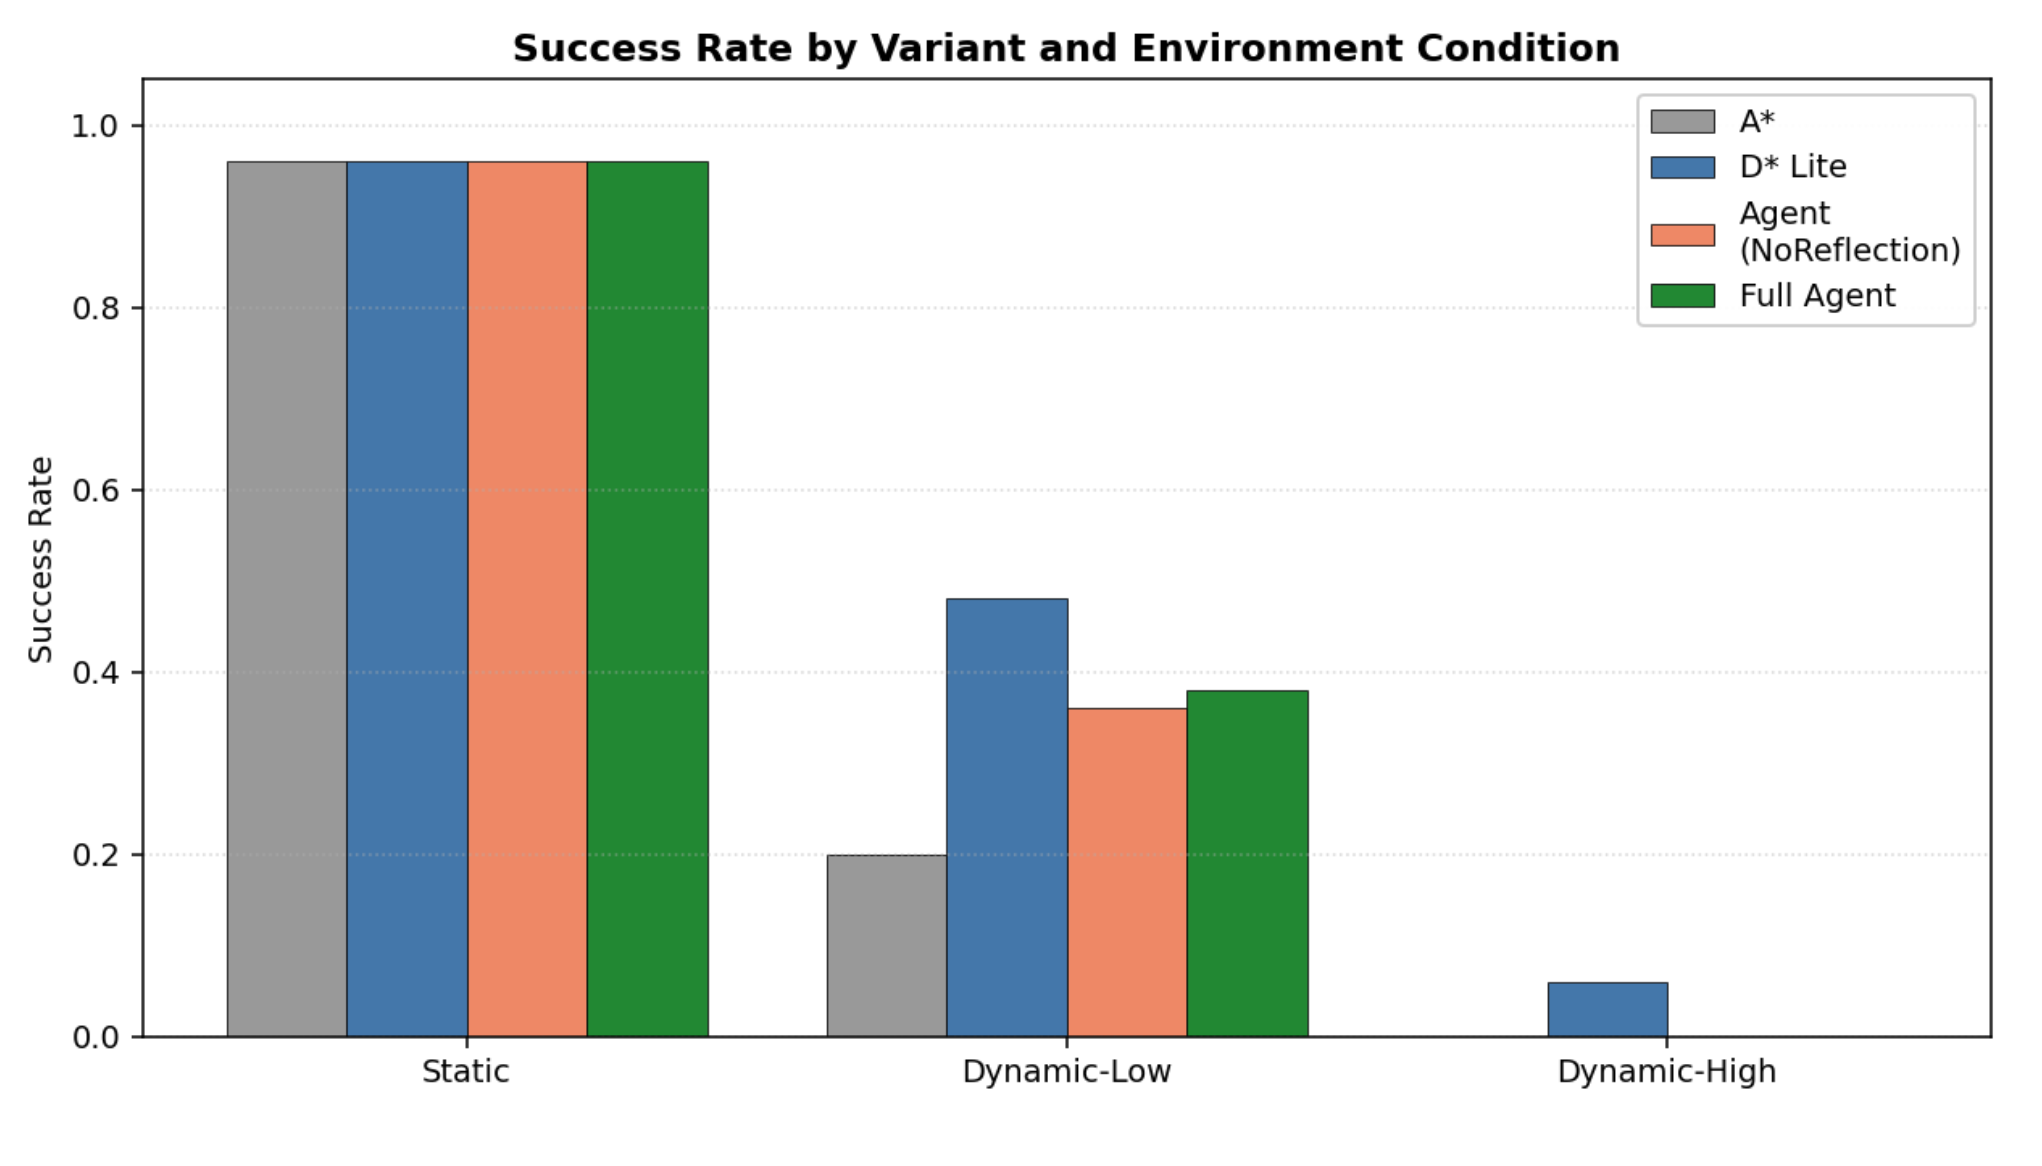 Success Rate by Variant and Environment Condition
1.0
0.8
0.6
0.4
0.2
0.0
Success Rate
A*
D* Lite
Agent
(NoReflection)
Full Agent
Static
Dynamic-Low
Dynamic-High